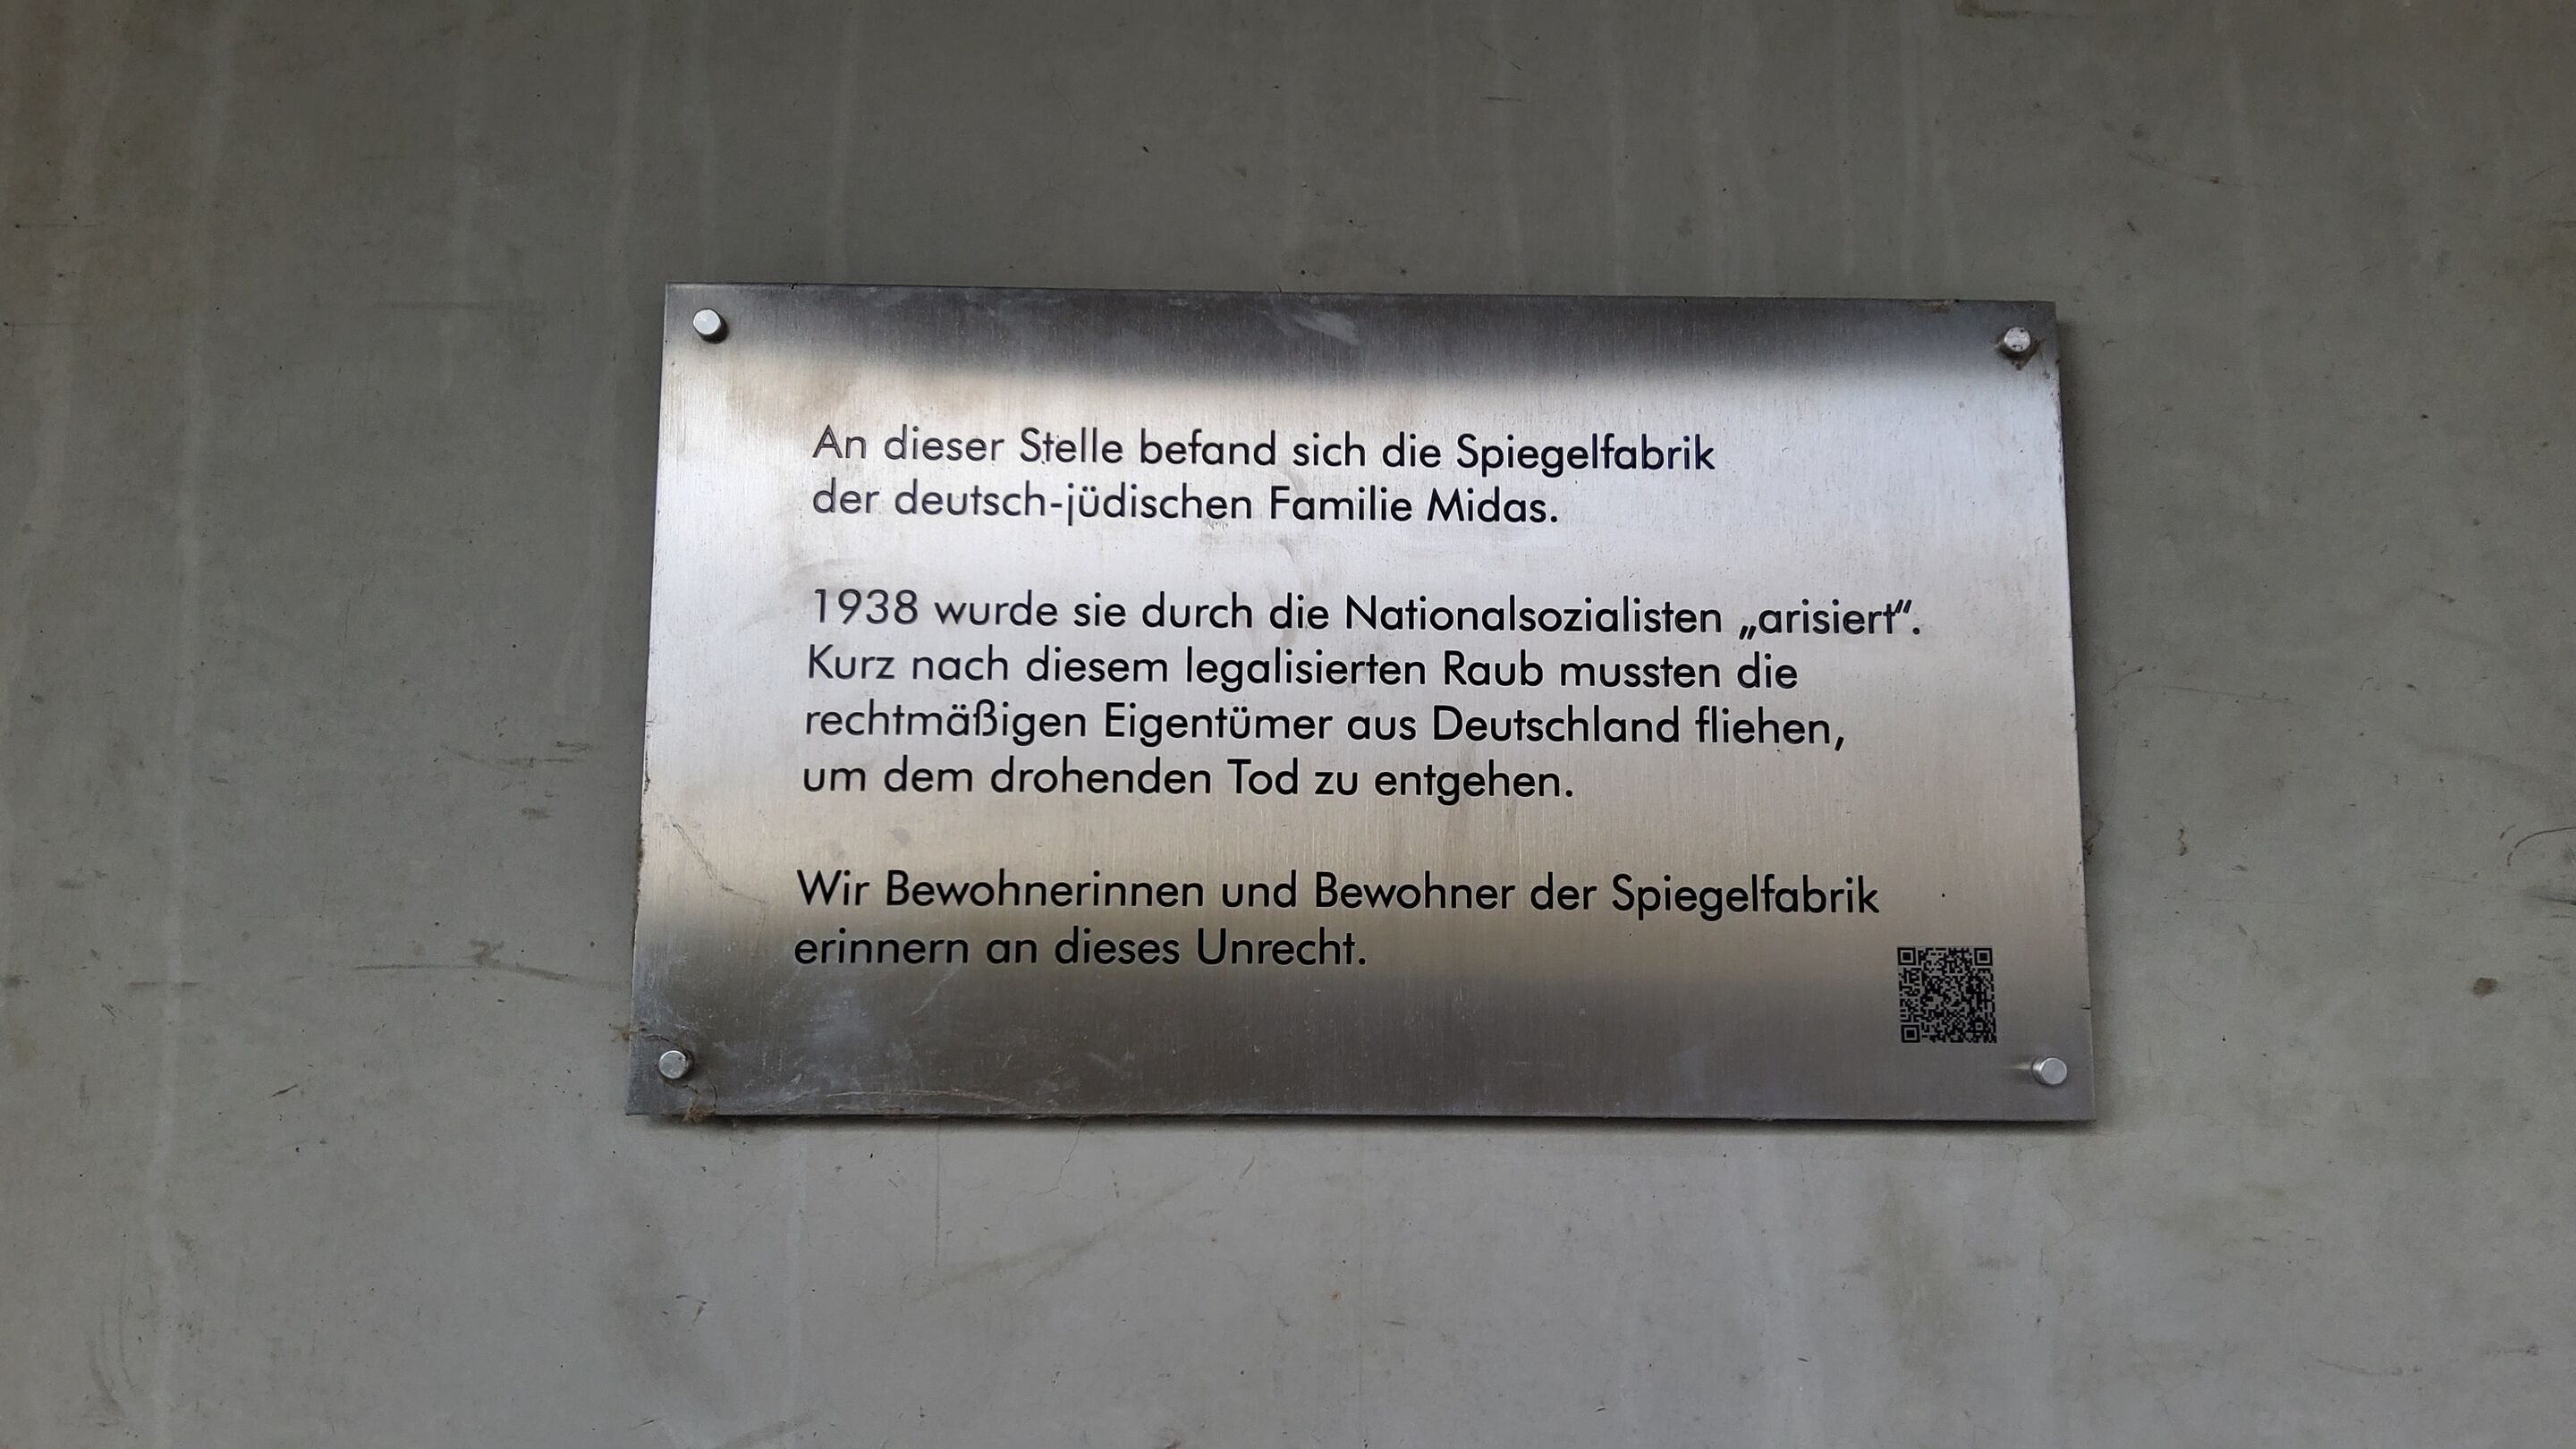 An dieser Stelle befand sich die Spiegelfabrik
der deutsch-jüdischen Familie Midas.
1938 wurde sie durch die Nationalsozialisten „arisiert“.
Kurz nach diesem legalisierten Raub mussten die
rechtmäßigen Eigentümer aus Deutschland fliehen,
um dem drohenden Tod zu entgehen.
Wir Bewohnerinnen und Bewohner der Spiegelfabrik
erinnern an dieses Unrecht.